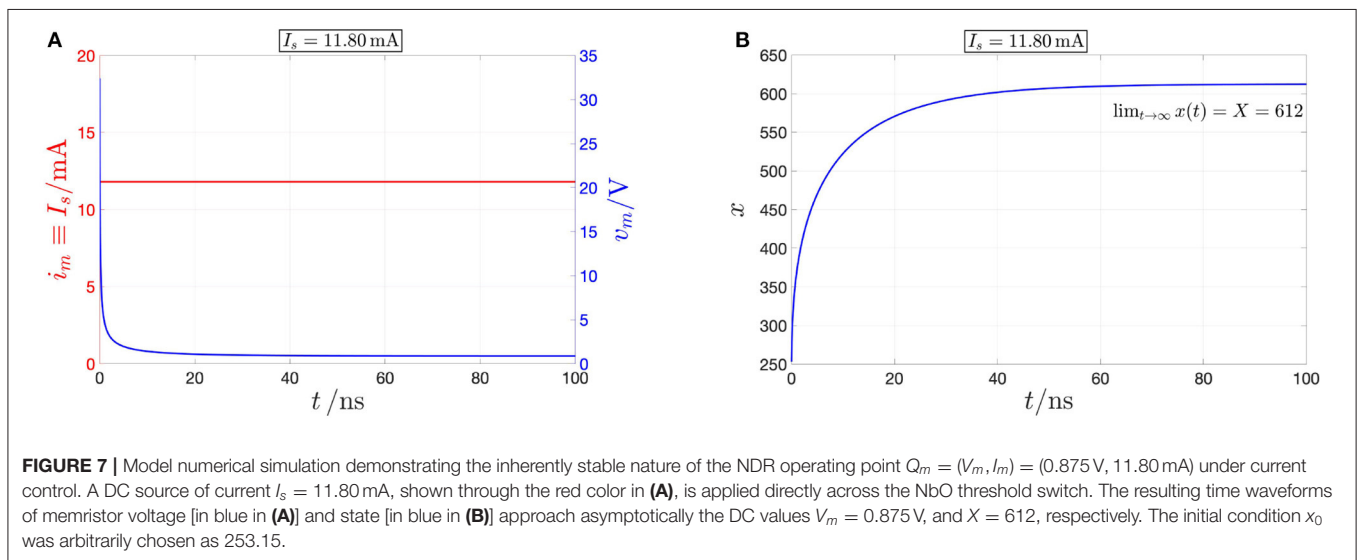 A
I_s = 11.80 mA
20
15
10
5
0
i_m ≡ I_s/mA
35
30
25
20
15
10
5
0
v_m/V
0
20
40
60
80
100
t /ns
B
I_s = 11.80 mA
650
600
550
500
450
400
350
300
250
x
lim_{t→∞} x(t) = X = 612
0
20
40
60
80
100
t/ns
FIGURE 7 | Model numerical simulation demonstrating the inherently stable nature of the NDR operating point Q_m = (V_m, I_m) = (0.875 V, 11.80 mA) under current
control. A DC source of current I_s = 11.80 mA, shown through the red color in (A), is applied directly across the NbO threshold switch. The resulting time waveforms
of memristor voltage [in blue in (A)] and state [in blue in (B)] approach asymptotically the DC values V_m = 0.875 V, and X = 612, respectively. The initial condition x_0
was arbitrarily chosen as 253.15.